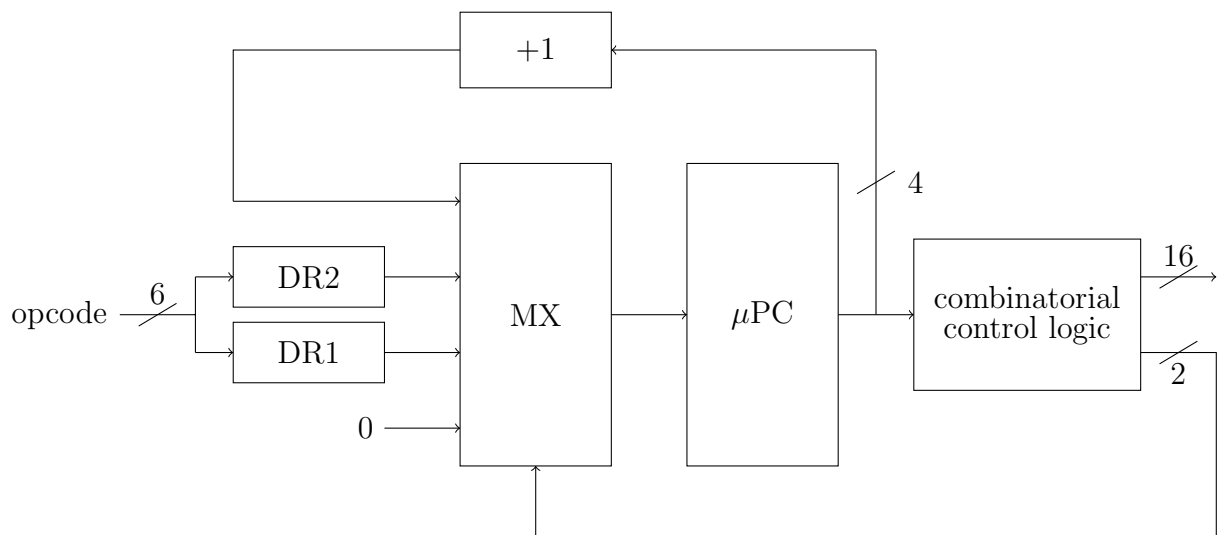 +1
4
16
DR2
6
opcode
MX
μPC
combinatorial
control logic
DR1
2
0